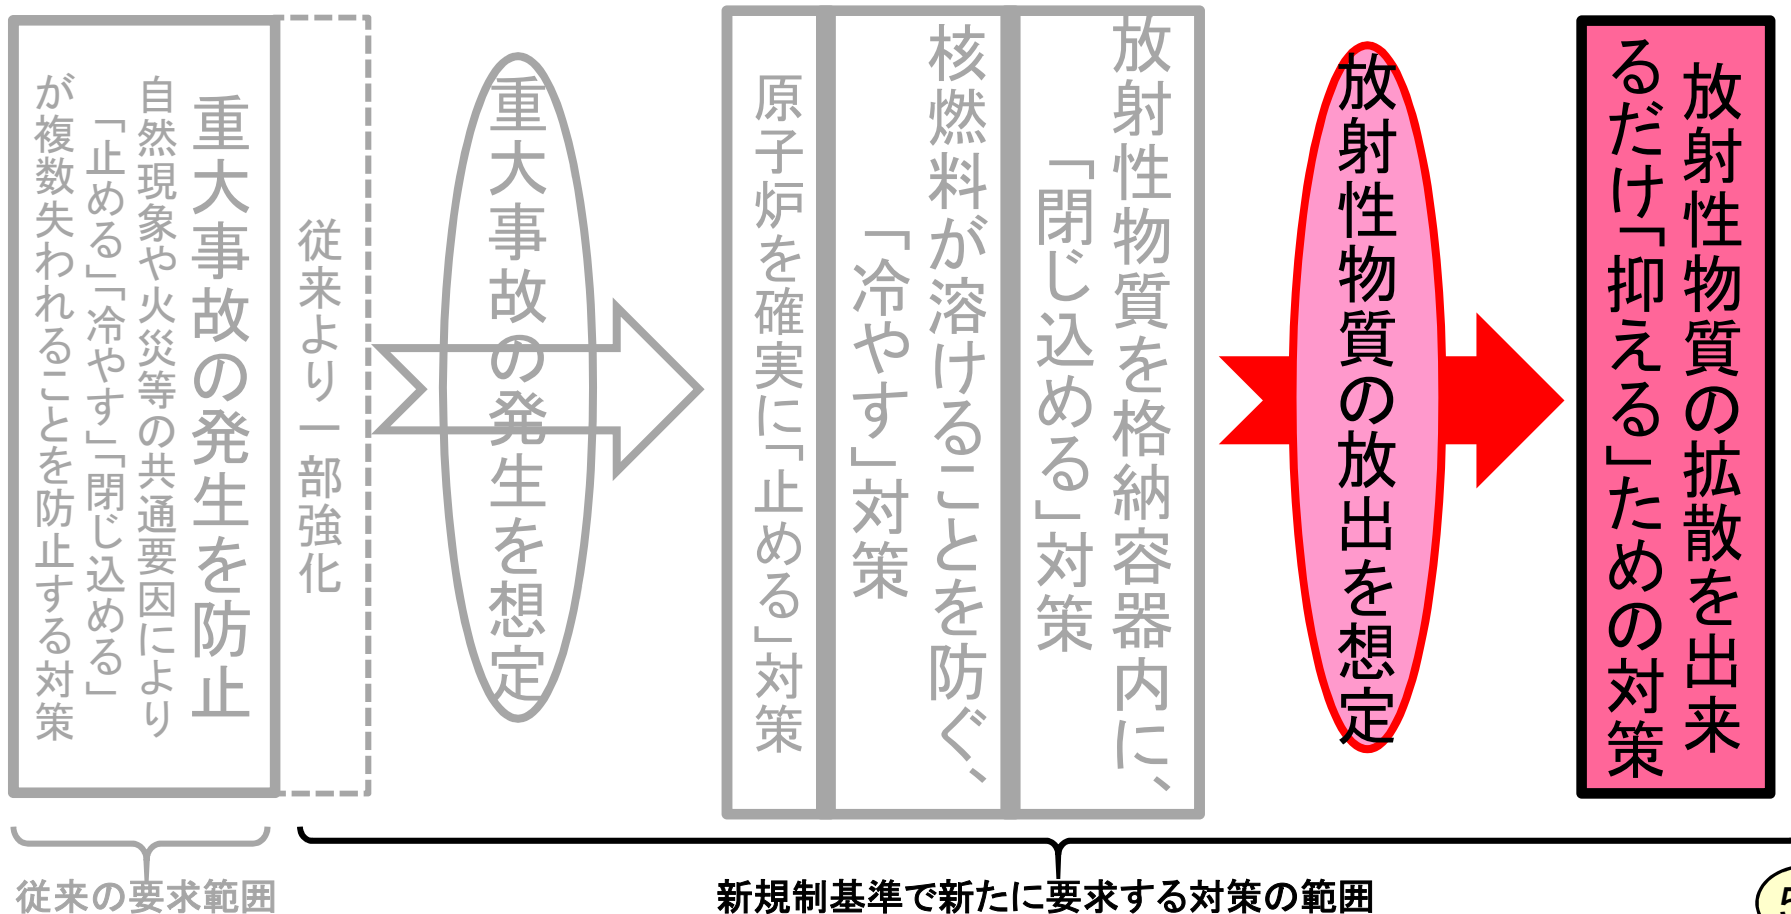 重大事故の発生を防止
自然現象や火災等の共通要因により
「止める」「冷やす」「閉じ込める」
が複数失われることを防止する対策
従来より一部強化
重大事故の発生を想定
原子炉を確実に「止める」対策
核燃料が溶けることを防ぐ、
「冷やす」対策
放射性物質を格納容器内に、
「閉じ込める」対策
放射性物質の放出を想定
放射性物質の拡散を出来
るだけ「抑える」ための対策
従来の要求範囲
新規制基準で新たに要求する対策の範囲